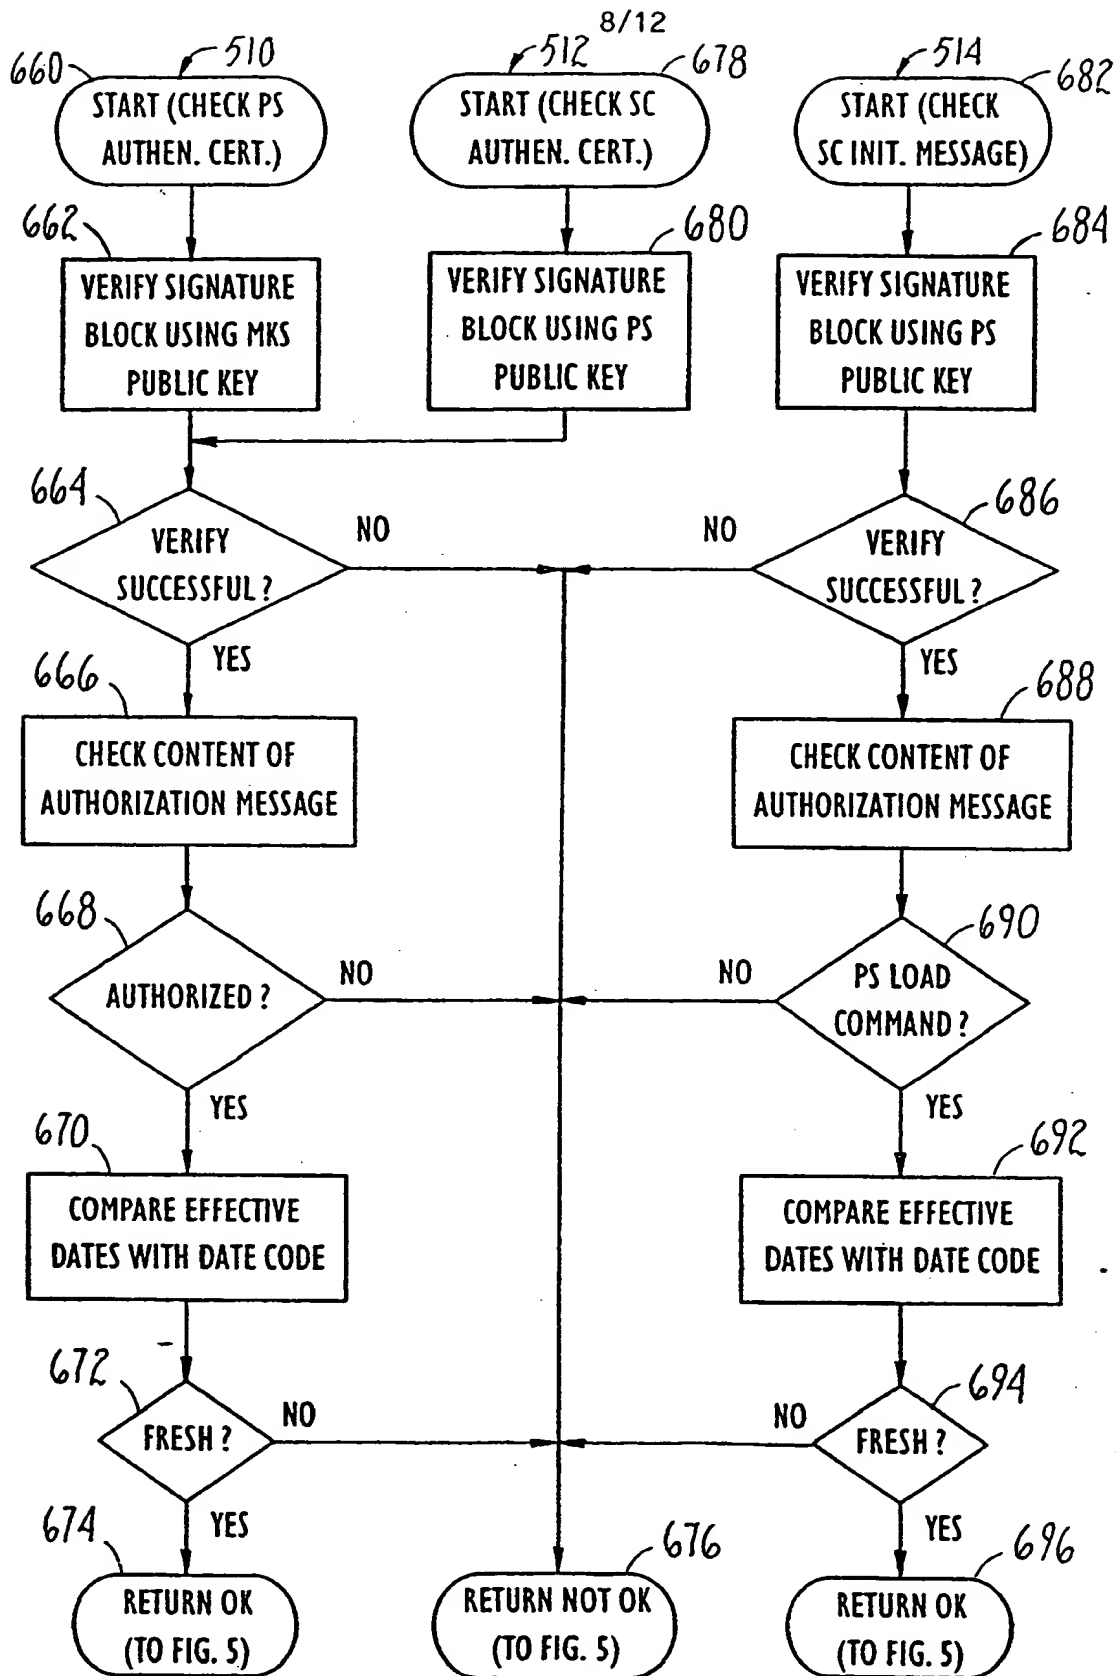 8/12
660
510
START (CHECK PS
AUTHEN. CERT.)
662
VERIFY SIGNATURE
BLOCK USING MKS
PUBLIC KEY
664
VERIFY
SUCCESSFUL ?
NO
YES
666
CHECK CONTENT OF
AUTHORIZATION MESSAGE
668
AUTHORIZED ?
NO
YES
670
COMPARE EFFECTIVE
DATES WITH DATE CODE
672
FRESH ?
NO
YES
674
RETURN OK
(TO FIG. 5)
512
678
START (CHECK SC
AUTHEN. CERT.)
680
VERIFY SIGNATURE
BLOCK USING PS
PUBLIC KEY
676
RETURN NOT OK
(TO FIG. 5)
514
682
START (CHECK
SC INIT. MESSAGE)
684
VERIFY SIGNATURE
BLOCK USING PS
PUBLIC KEY
686
NO
VERIFY
SUCCESSFUL ?
YES
688
CHECK CONTENT OF
AUTHORIZATION MESSAGE
690
NO
PS LOAD
COMMAND ?
YES
692
COMPARE EFFECTIVE
DATES WITH DATE CODE
694
NO
FRESH ?
YES
696
RETURN OK
(TO FIG. 5)